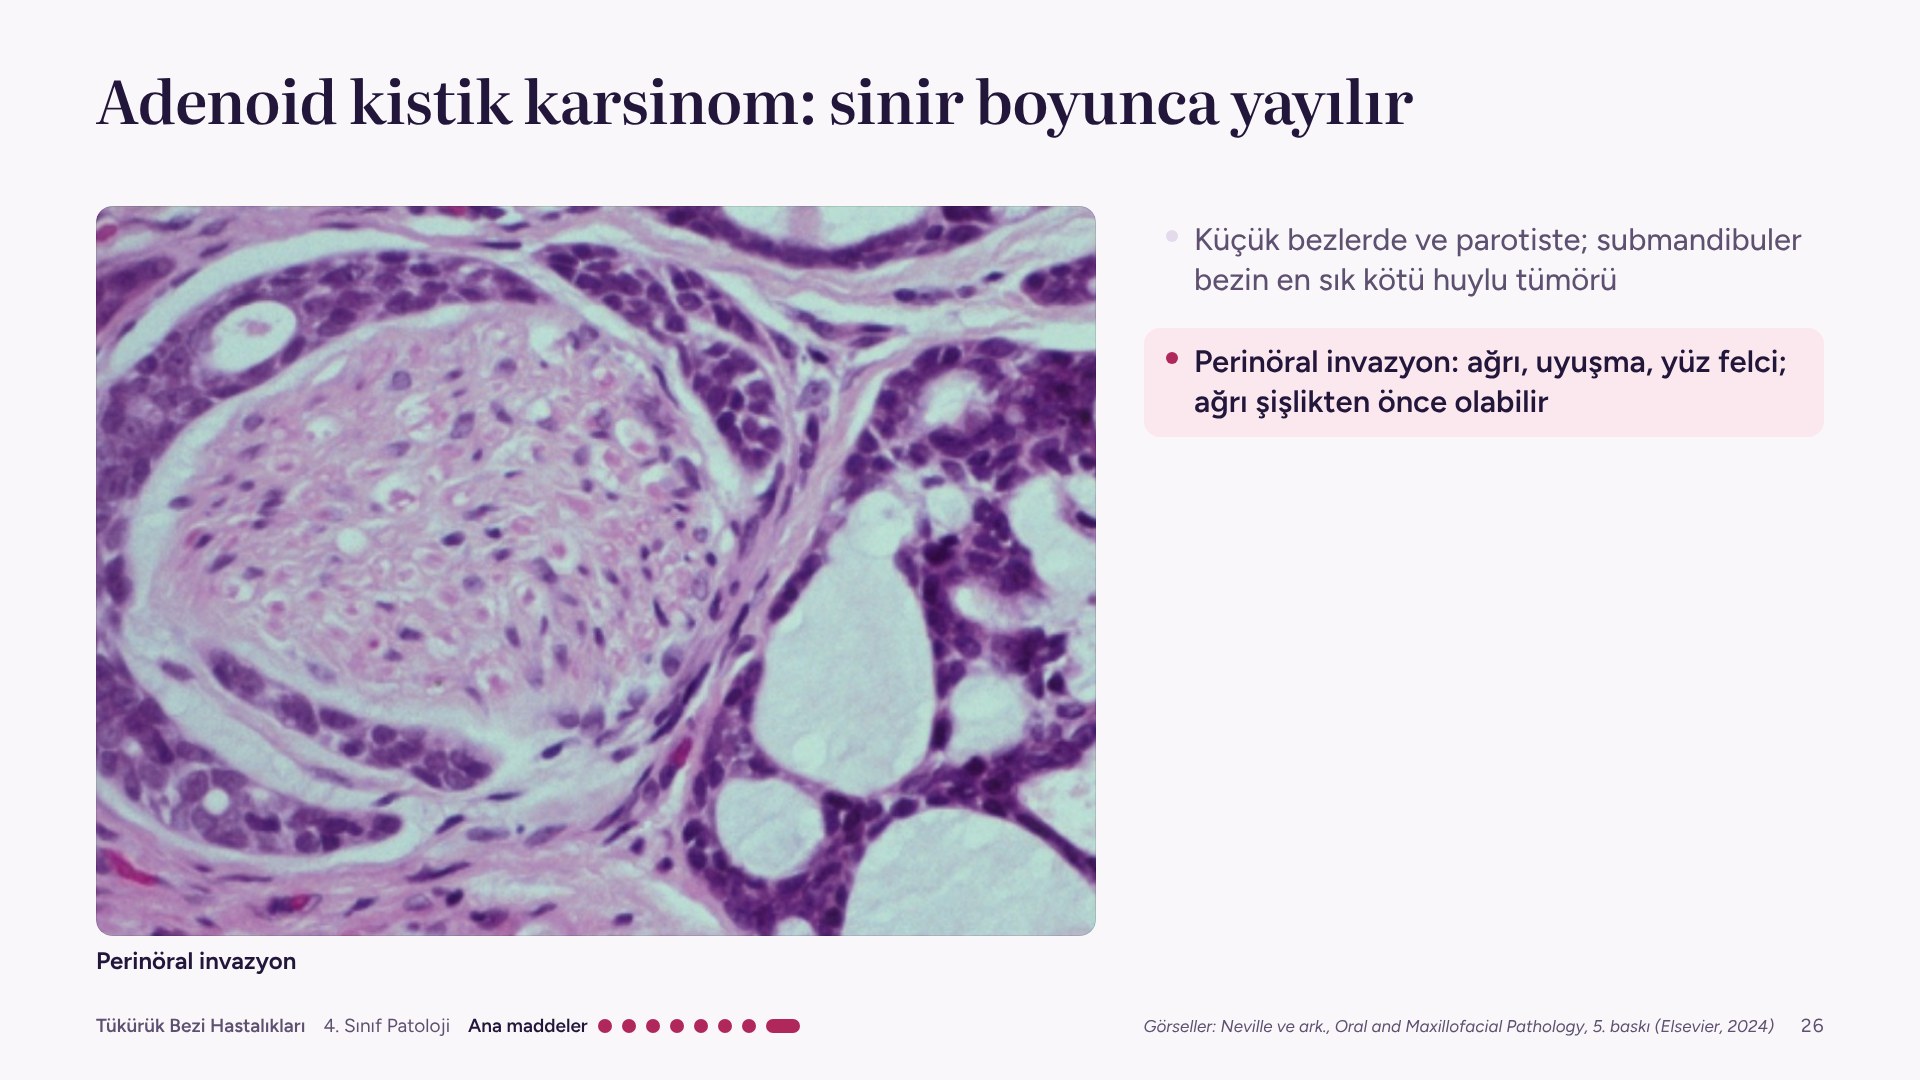 Adenoid kistik karsinom: sinir boyunca yayılır
Küçük bezlerde ve parotiste; submandibuler
bezin en sık kötü huylu tümörü
Perinöral invazyon: ağrı, uyuşma, yüz felci;
ağrı şişlikten önce olabilir
Perinöral invazyon
Tükürük Bezi Hastalıkları 4. Sınıf Patoloji Ana maddeler
Görseller: Neville ve ark., Oral and Maxillofacial Pathology, 5. baskı (Elsevier, 2024) 26